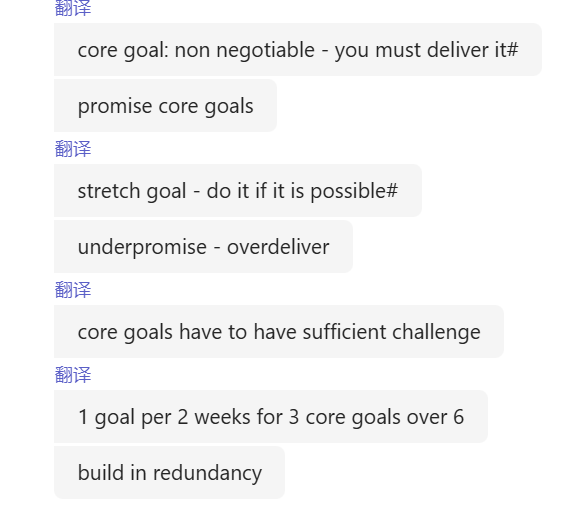 翻译
core goal: non negotiable - you must deliver it#
promise core goals
翻译
stretch goal - do it if it is possible#
underpromise - overdeliver
翻译
core goals have to have sufficient challenge
翻译
1 goal per 2 weeks for 3 core goals over 6
build in redundancy